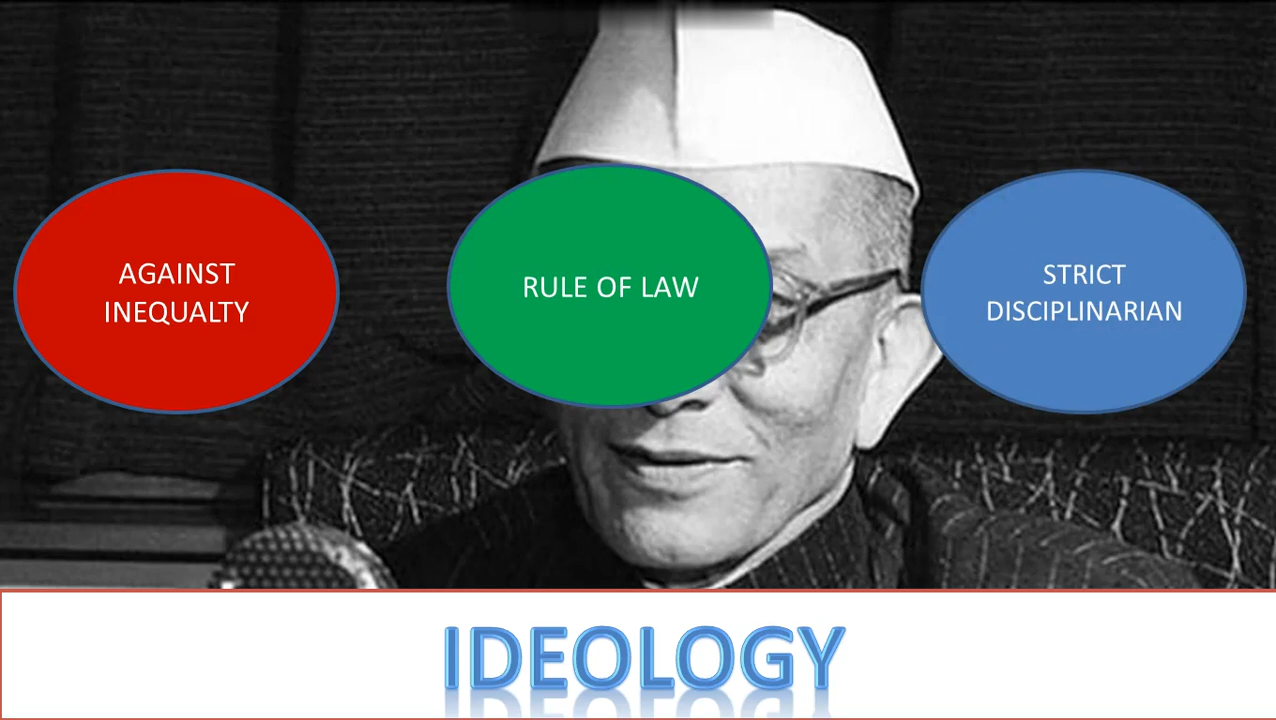 AGAINST
INEQUALTY
RULE OF LAW
STRICT
DISCIPLINARIAN
IDEOLOGY